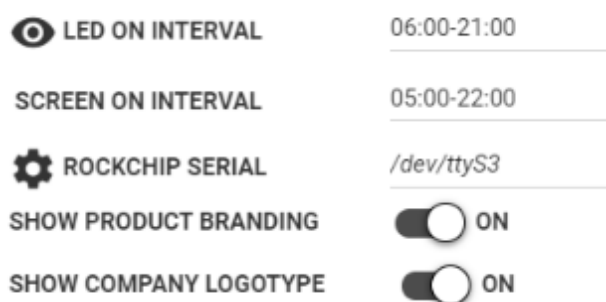 LED ON INTERVAL 06:00-21:00
SCREEN ON INTERVAL 05:00-22:00
ROCKCHIP SERIAL /dev/ttyS3
SHOW PRODUCT BRANDING ON
SHOW COMPANY LOGOTYPE ON